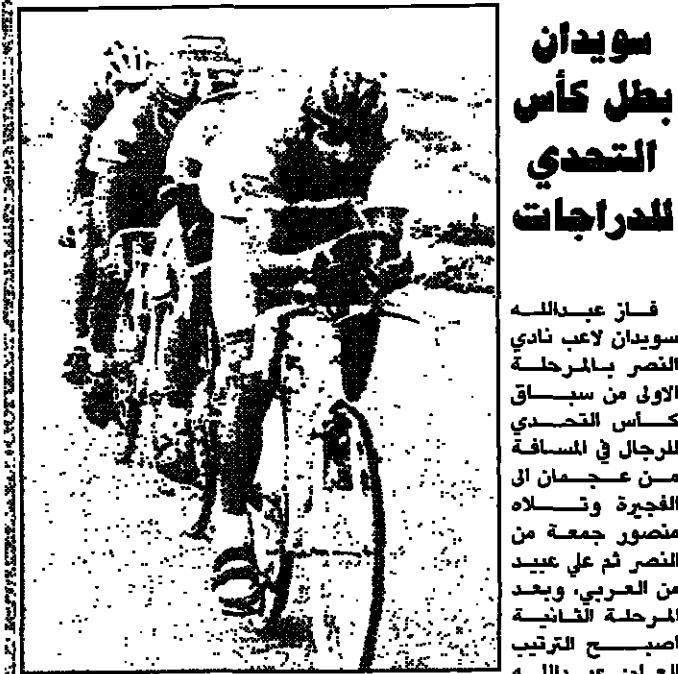 سويدان
بطل كأس
التحدي
للدراجات
فاز عبدالله
سويدان لاعب نادي
النصر بالمرحلة
الاولى من سباق
كأس التحدي
للرجال في المسافة
من عجمان الى
الفجيرة وتلاه
منصور جمعة من
النصر ثم علي عبيد
من العربي، وبعد
المرحلة الثانية
اصبح الترتيب